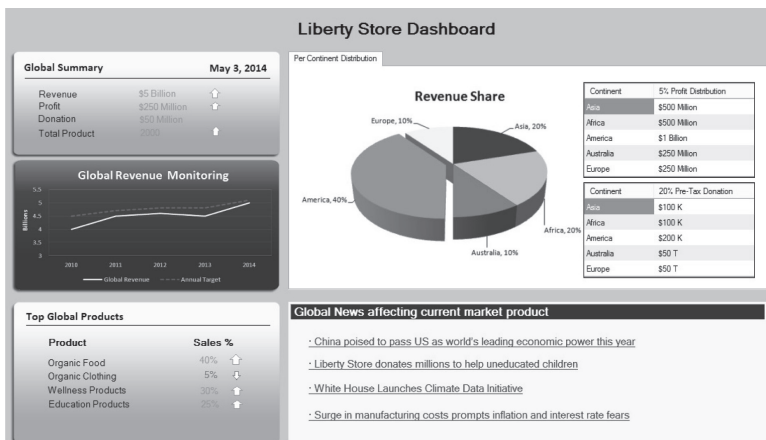 Liberty Store Dashboard
Global Summary May 3, 2014
Revenue $5 Billion
Profit $250 Million
Donation $50 Million
Total Product 2000
Global Revenue Monitoring
Billions
5.5
5
4.5
4
3.5
3
2010 2011 2012 2013 2014
Global Revenue Annual Target
Top Global Products
Product Sales %
Organic Food 40%
Organic Clothing 5%
Wellness Products 30%
Education Products 25%
Per Continent Distribution
Revenue Share
Europe, 10%
Asia, 20%
America, 40%
Africa, 20%
Australia, 10%
Continent 5% Profit Distribution
Asia $500 Million
Africa $500 Million
America $1 Billion
Australia $250 Million
Europe $250 Million
Continent 20% Pre-Tax Donation
Asia $100 K
Africa $100 K
America $200 K
Australia $50 T
Europe $50 T
Global News affecting current market product
· China poised to pass US as world's leading economic power this year
· Liberty Store donates millions to help uneducated children
· White House Launches Climate Data Initiative
· Surge in manufacturing costs prompts inflation and interest rate fears